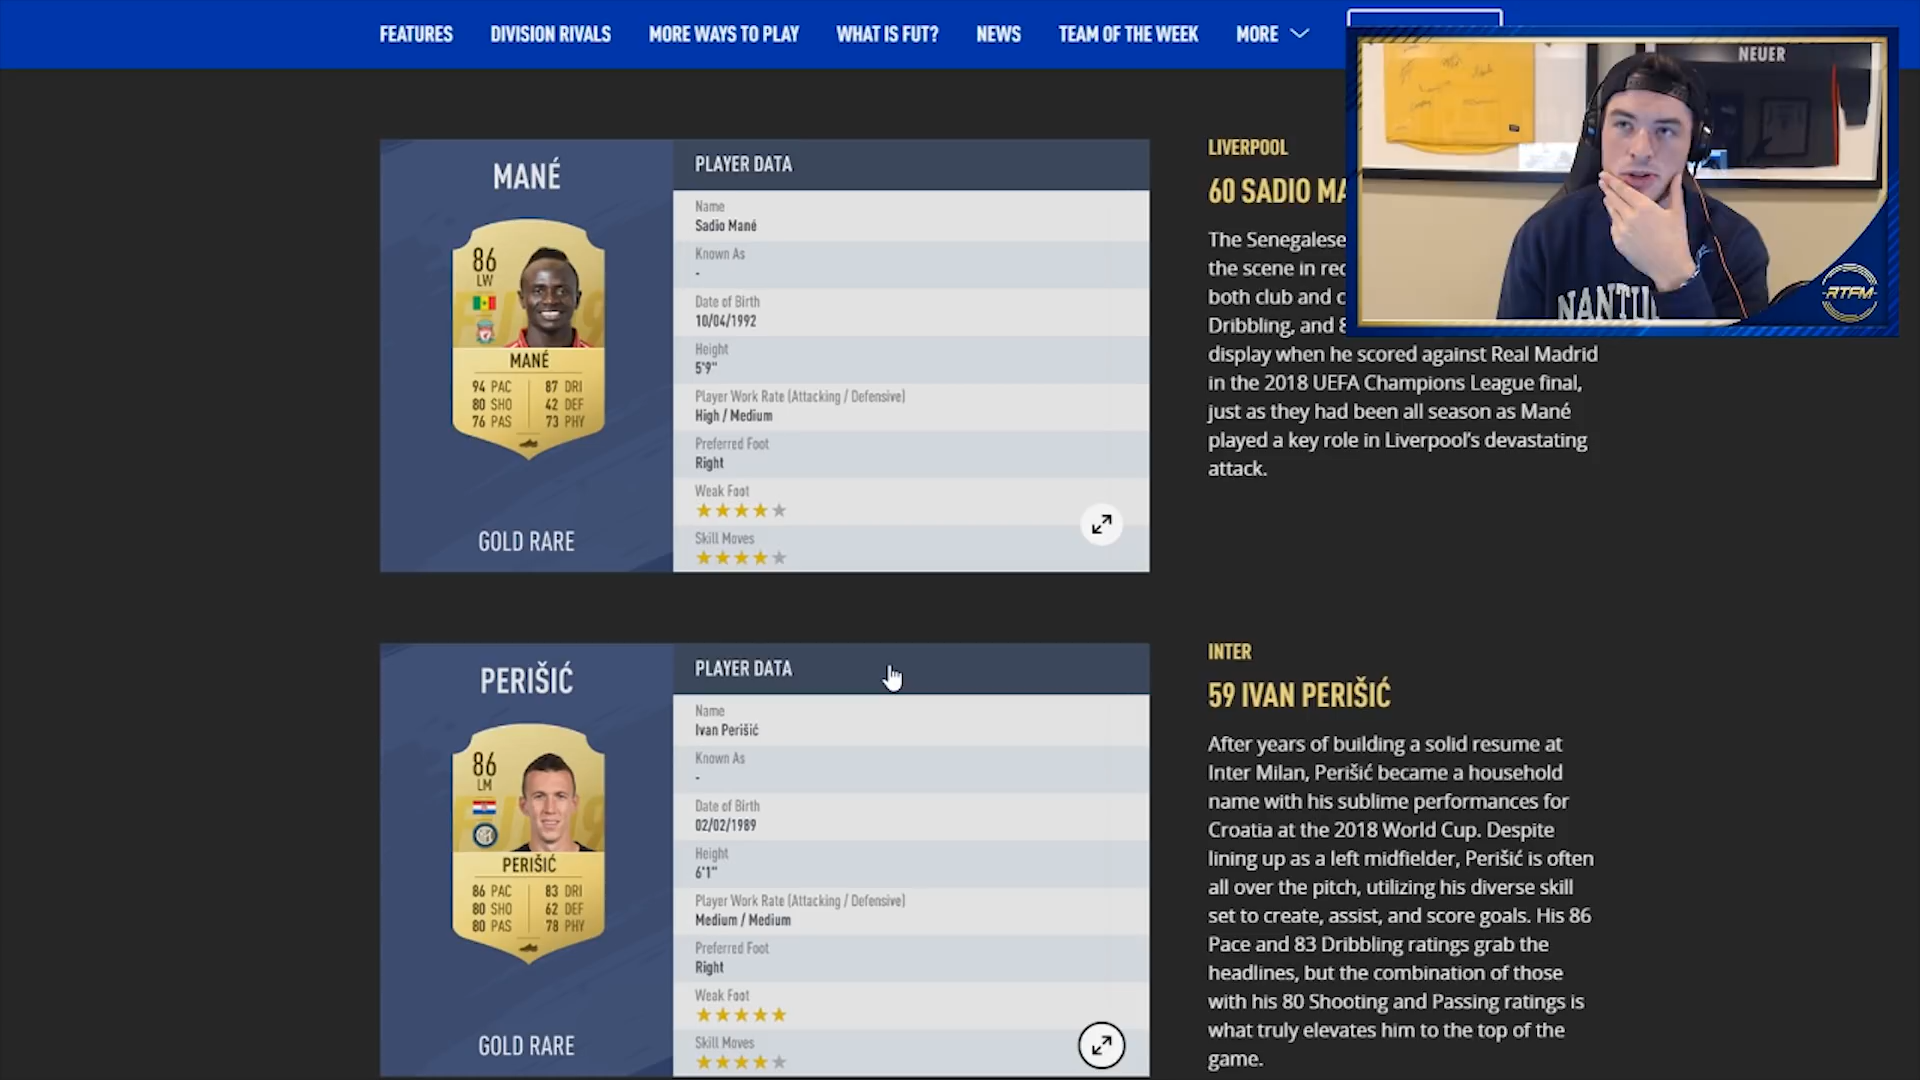 FEATURES DIVISION RIVALS MORE WAYS TO PLAY WHAT IS FUT? NEWS TEAM OF THE WEEK MORE
NEUER
NANTU
RTFM
MANÉ
86
LW
MANÉ
94 PAC 87 DRI
80 SHO 42 DEF
76 PAS 73 PHY
GOLD RARE
PLAYER DATA
Name
Sadio Mané
Known As
-
Date of Birth
10/04/1992
Height
5'9"
Player Work Rate (Attacking / Defensive)
High / Medium
Preferred Foot
Right
Weak Foot
Skill Moves
LIVERPOOL
60 SADIO
The Senegalese
the scene in
both club and
Dribbling, and
display when he scored against Real Madrid
in the 2018 UEFA Champions League final,
just as they had been all season as Mané
played a key role in Liverpool's devastating
attack.
PERIŠIĆ
86
LM
PERIŠIĆ
86 PAC 83 DRI
80 SHO 62 DEF
80 PAS 78 PHY
GOLD RARE
PLAYER DATA
Name
Ivan Perišić
Known As
-
Date of Birth
02/02/1989
Height
6'1"
Player Work Rate (Attacking / Defensive)
Medium / Medium
Preferred Foot
Right
Weak Foot
Skill Moves
INTER
59 IVAN PERIŠIĆ
After years of building a solid resume at
Inter Milan, Perišić became a household
name with his sublime performances for
Croatia at the 2018 World Cup. Despite
lining up as a left midfielder, Perišić is often
all over the pitch, utilizing his diverse skill
set to create, assist, and score goals. His 86
Pace and 83 Dribbling ratings grab the
headlines, but the combination of those
with his 80 Shooting and Passing ratings is
what truly elevates him to the top of the
game.